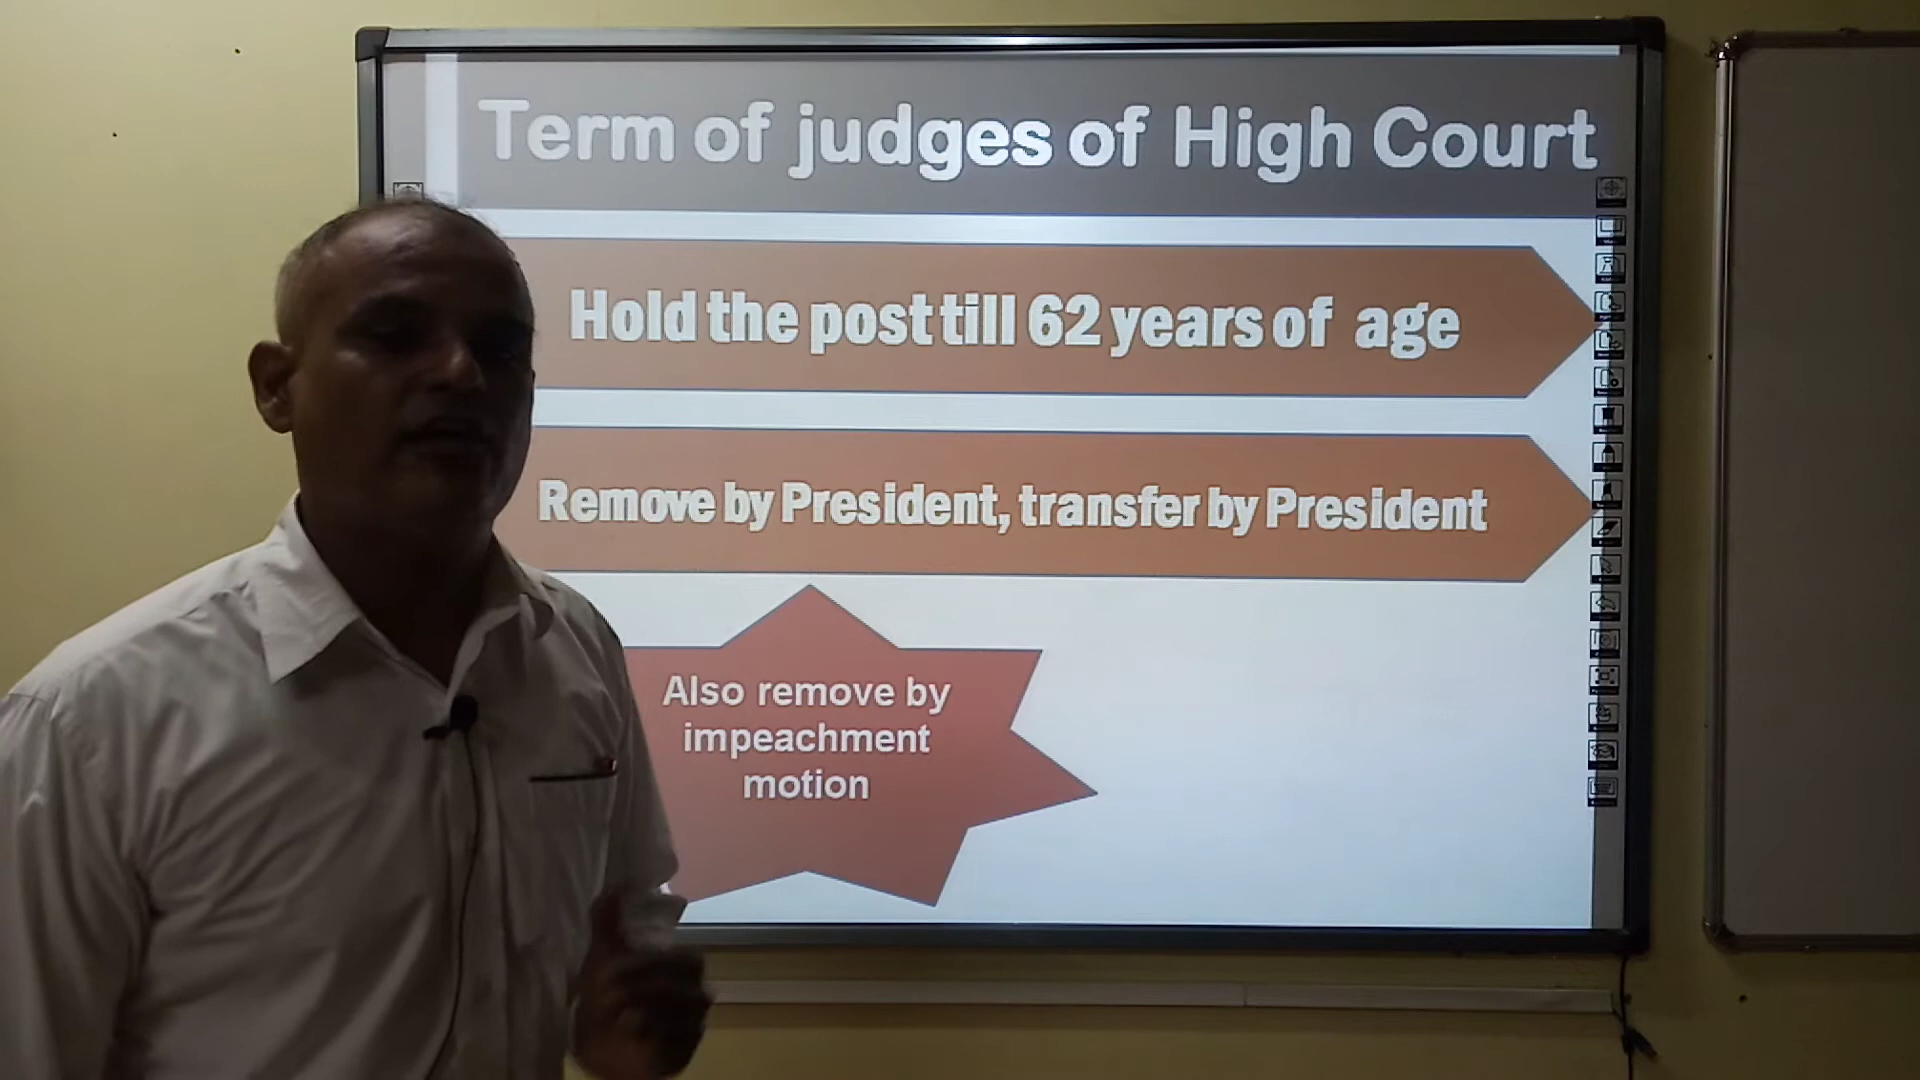 Term of judges of High Court
Hold the post till 62 years of age
Remove by President, transfer by President
Also remove by
impeachment
motion